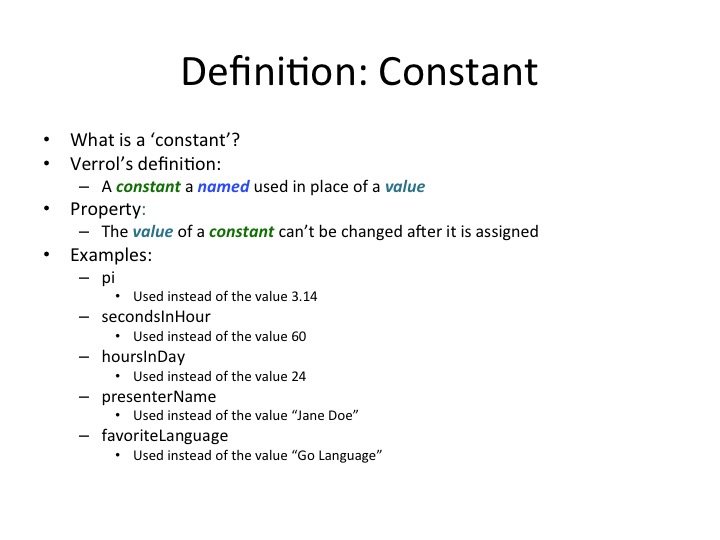 Definition: Constant
• What is a ‘constant’?
• Verrol’s definition:
– A constant a named used in place of a value
• Property:
– The value of a constant can’t be changed after it is assigned
• Examples:
– pi
• Used instead of the value 3.14
– secondsInHour
• Used instead of the value 60
– hoursInDay
• Used instead of the value 24
– presenterName
• Used instead of the value “Jane Doe”
– favoriteLanguage
• Used instead of the value “Go Language”